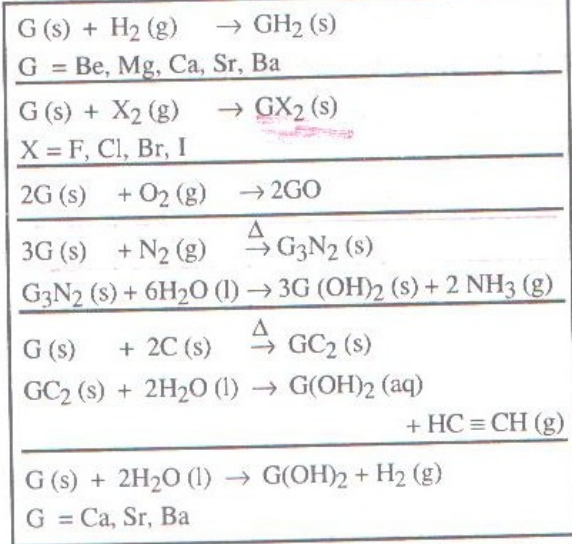 G (s) + H₂ (g) → GH₂ (s)
G = Be, Mg, Ca, Sr, Ba
G (s) + X₂ (g) → GX₂ (s)
X = F, Cl, Br, I
2G (s) + O₂ (g) → 2GO
3G (s) + N₂ (g) →^Δ G₃N₂ (s)
G₃N₂ (s) + 6H₂O (l) → 3G (OH)₂ (s) + 2 NH₃ (g)
G (s) + 2C (s) →^Δ GC₂ (s)
GC₂ (s) + 2H₂O (l) → G(OH)₂ (aq)
+ HC ≡ CH (g)
G (s) + 2H₂O (l) → G(OH)₂ + H₂ (g)
G = Ca, Sr, Ba